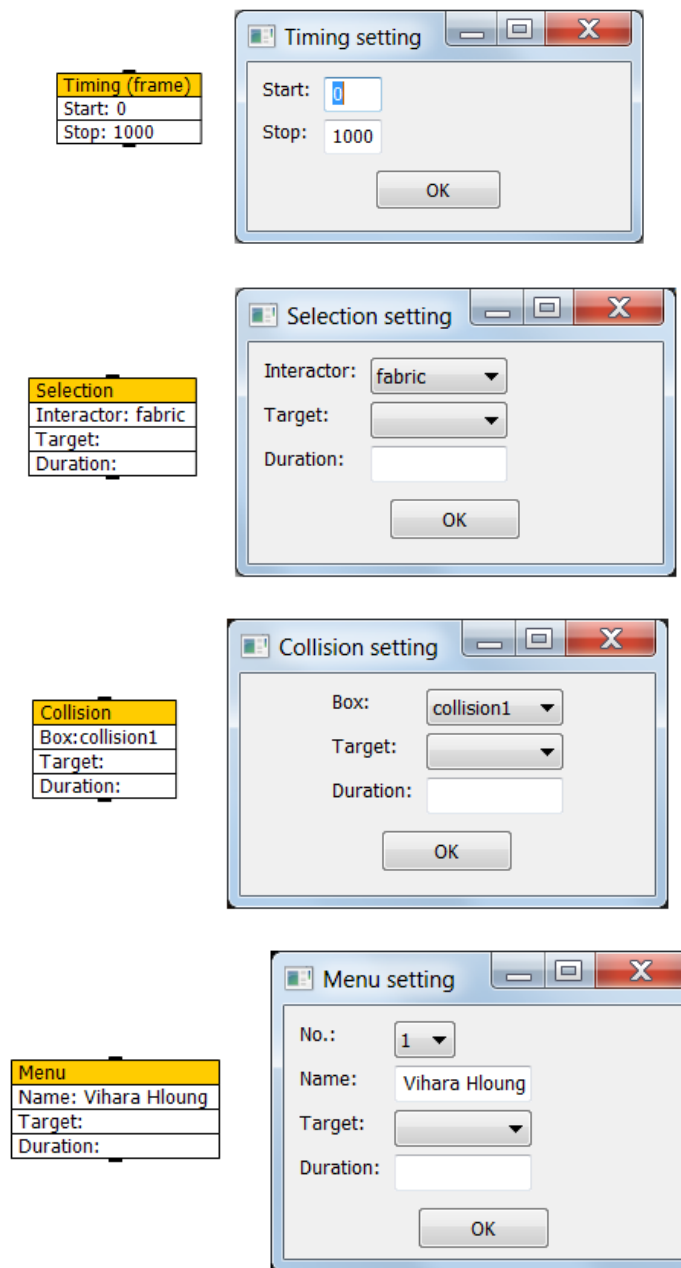 Timing (frame)
Start: 0
Stop: 1000
Timing setting
Start: 0
Stop: 1000
OK
Selection
Interactor: fabric
Target:
Duration:
Selection setting
Interactor: fabric
Target:
Duration:
OK
Collision
Box:collision1
Target:
Duration:
Collision setting
Box: collision1
Target:
Duration:
OK
Menu
Name: Vihara Hloung
Target:
Duration:
Menu setting
No.: 1
Name: Vihara Hloung
Target:
Duration:
OK